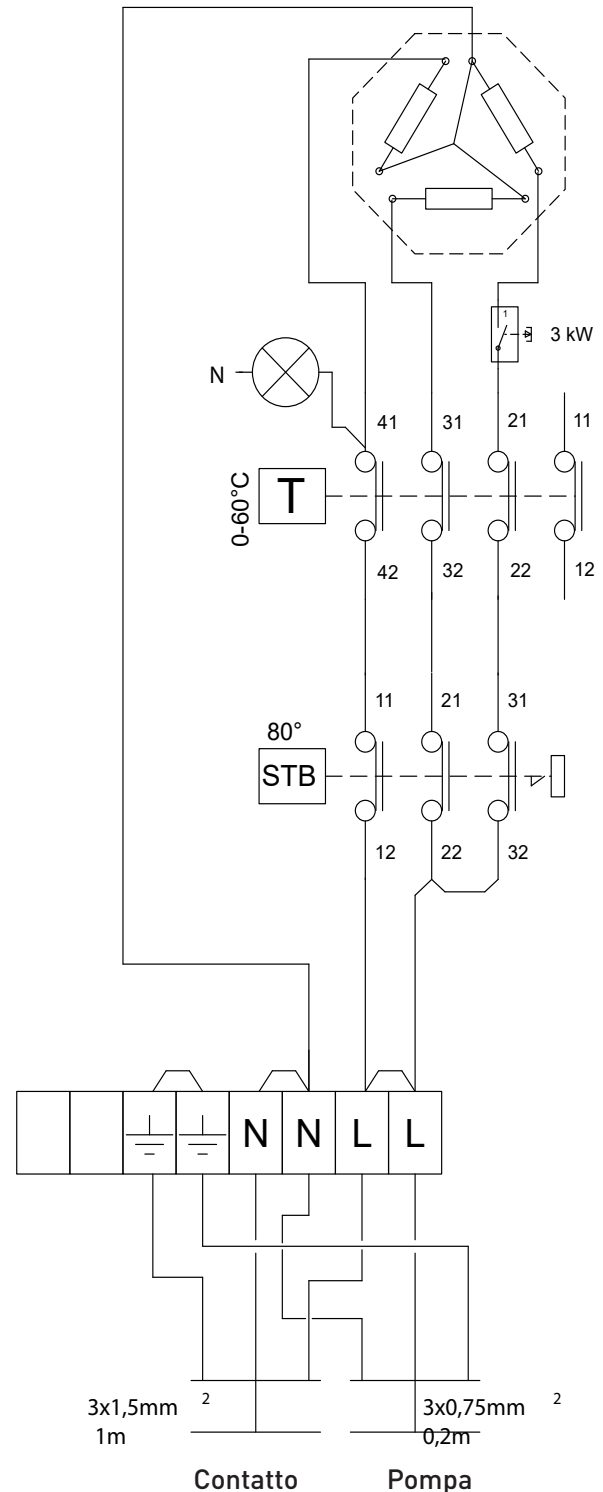 1
3 kW
N
41 31 21 11
0-60°C
T
42 32 22 12
11 21 31
80°
STB
12 22 32
N N L L
3x1,5mm 2
1m
3x0,75mm 2
0,2m
Contatto
Pompa